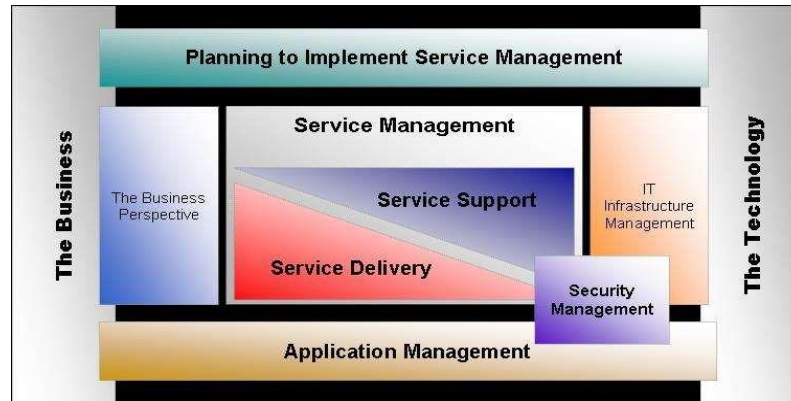 Planning to Implement Service Management
The Business
The Business
Perspective
Service Management
Service Support
Service Delivery
IT
Infrastructure
Management
Security
Management
The Technology
Application Management